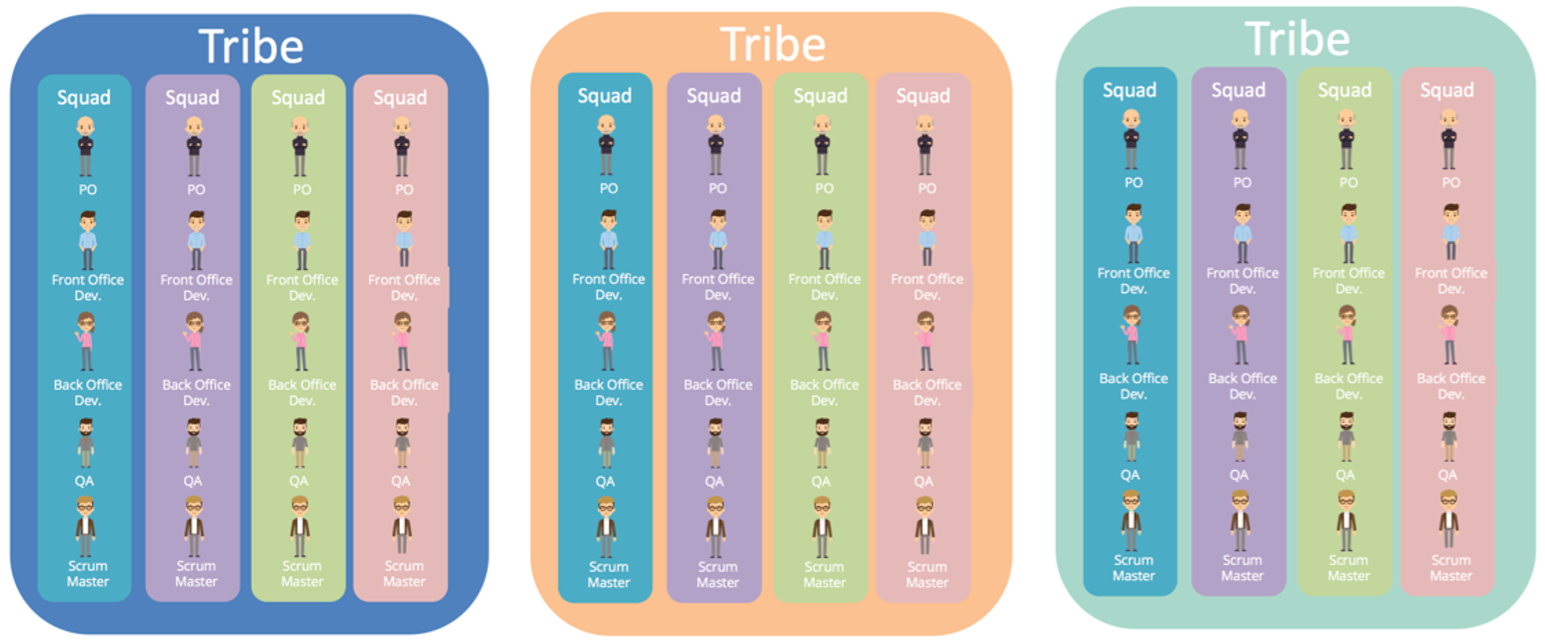 Tribe
Squad Squad Squad Squad
PO PO PO PO
Front Office Front Office Front Office Front Office
Dev. Dev. Dev. Dev.
Back Office Back Office Back Office Back Office
Dev. Dev. Dev. Dev.
QA QA QA QA
Scrum Scrum Scrum Scrum
Master Master Master Master
Tribe
Squad Squad Squad Squad
PO PO PO PO
Front Office Front Office Front Office Front Office
Dev. Dev. Dev. Dev.
Back Office Back Office Back Office Back Office
Dev. Dev. Dev. Dev.
QA QA QA QA
Scrum Scrum Scrum Scrum
Master Master Master Master
Tribe
Squad Squad Squad Squad
PO PO PO PO
Front Office Front Office Front Office Front Office
Dev. Dev. Dev. Dev.
Back Office Back Office Back Office Back Office
Dev. Dev. Dev. Dev.
QA QA QA QA
Scrum Scrum Scrum Scrum
Master Master Master Master